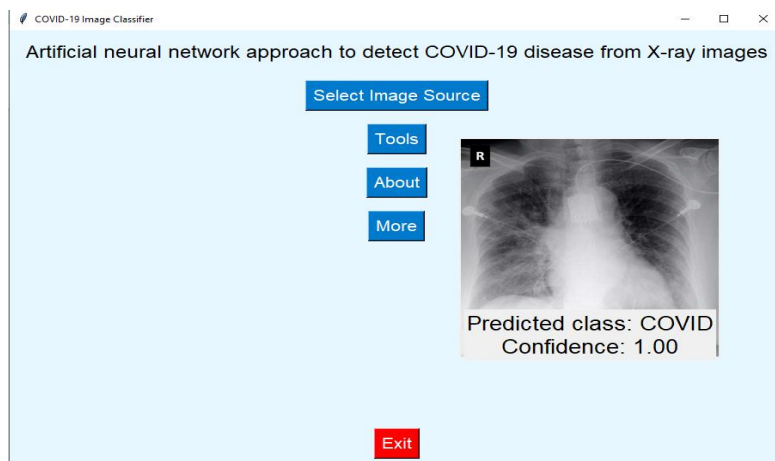 COVID-19 Image Classifier
Artificial neural network approach to detect COVID-19 disease from X-ray images
Select Image Source
Tools
About
More
R
Predicted class: COVID
Confidence: 1.00
Exit